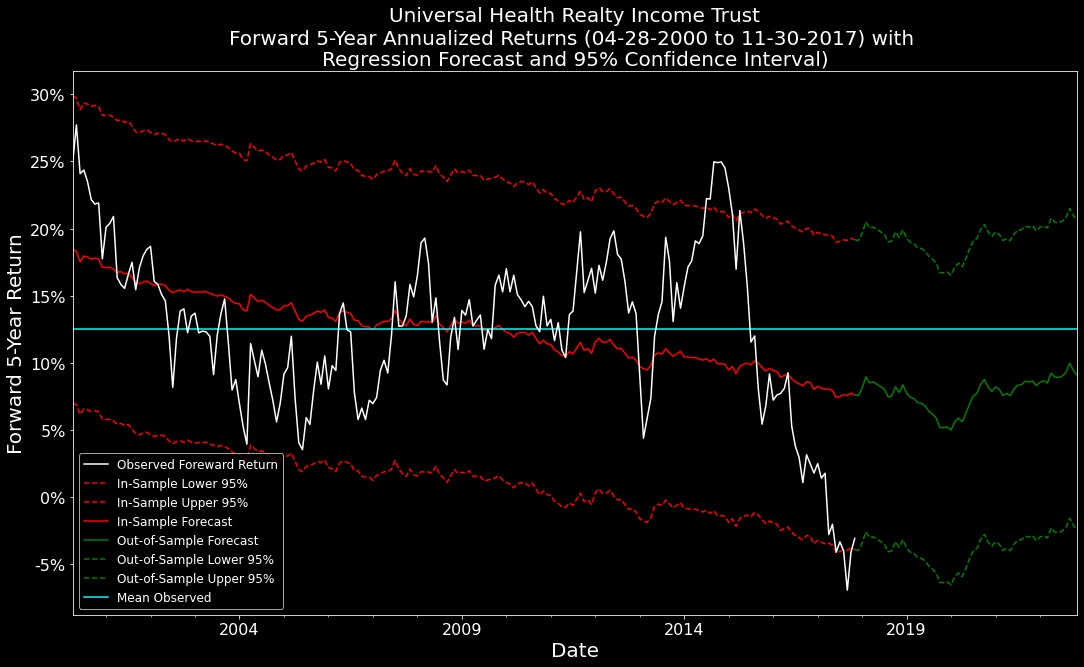 Universal Health Realty Income Trust
Forward 5-Year Annualized Returns (04-28-2000 to 11-30-2017) with
Regression Forecast and 95% Confidence Interval)
Forward 5-Year Return
30%
25%
20%
15%
10%
5%
0%
-5%
Observed Foreward Return
In-Sample Lower 95%
In-Sample Upper 95%
In-Sample Forecast
Out-of-Sample Forecast
Out-of-Sample Lower 95%
Out-of-Sample Upper 95%
Mean Observed
2004
2009
2014
2019
Date